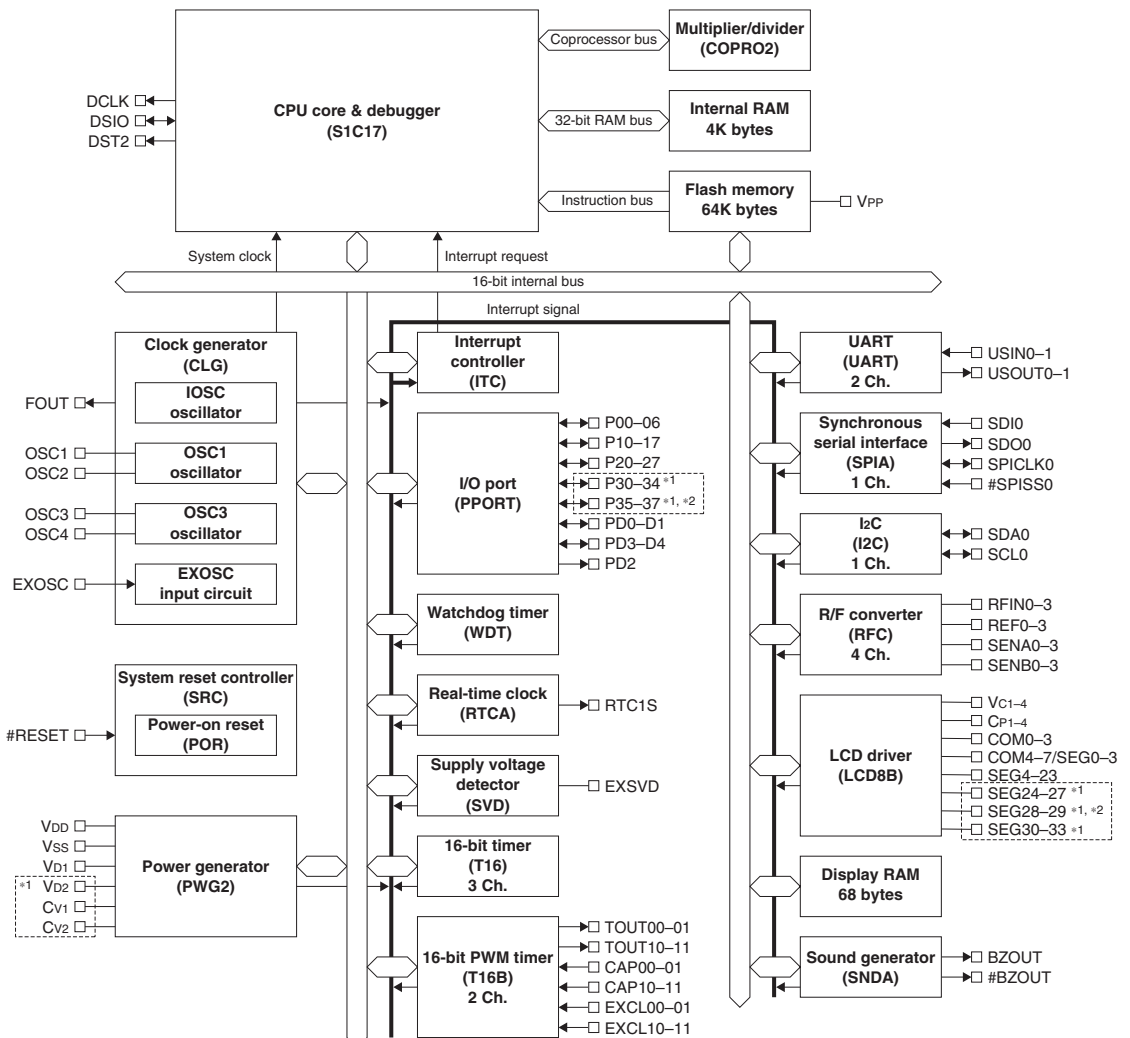 Coprocessor bus
Multiplier/divider
(COPRO2)
CPU core & debugger
(S1C17)
DCLK
DSIO
DST2
32-bit RAM bus
Internal RAM
4K bytes
Instruction bus
Flash memory
64K bytes
VPP
System clock
Interrupt request
16-bit internal bus
Interrupt signal
Clock generator
(CLG)
IOSC
oscillator
OSC1
oscillator
OSC3
oscillator
EXOSC
input circuit
FOUT
OSC1
OSC2
OSC3
OSC4
EXOSC
System reset controller
(SRC)
Power-on reset
(POR)
#RESET
VDD
VSS
VD1
*1 VD2
CV1
CV2
Power generator
(PWG2)
Interrupt
controller
(ITC)
I/O port
(PPORT)
P00–06
P10–17
P20–27
P30–34 *1
P35–37 *1, *2
PD0–D1
PD3–D4
PD2
Watchdog timer
(WDT)
Real-time clock
(RTCA)
RTC1S
Supply voltage
detector
(SVD)
EXSVD
16-bit timer
(T16)
3 Ch.
16-bit PWM timer
(T16B)
2 Ch.
TOUT00–01
TOUT10–11
CAP00–01
CAP10–11
EXCL00–01
EXCL10–11
UART
(UART)
2 Ch.
USIN0–1
USOUT0–1
Synchronous
serial interface
(SPIA)
1 Ch.
SDI0
SDO0
SPICLK0
#SPISS0
I2C
(I2C)
1 Ch.
SDA0
SCL0
R/F converter
(RFC)
4 Ch.
RFIN0–3
REF0–3
SENA0–3
SENB0–3
LCD driver
(LCD8B)
VC1–4
CP1–4
COM0–3
COM4–7/SEG0–3
SEG4–23
SEG24–27 *1
SEG28–29 *1, *2
SEG30–33 *1
Display RAM
68 bytes
Sound generator
(SNDA)
BZOUT
#BZOUT